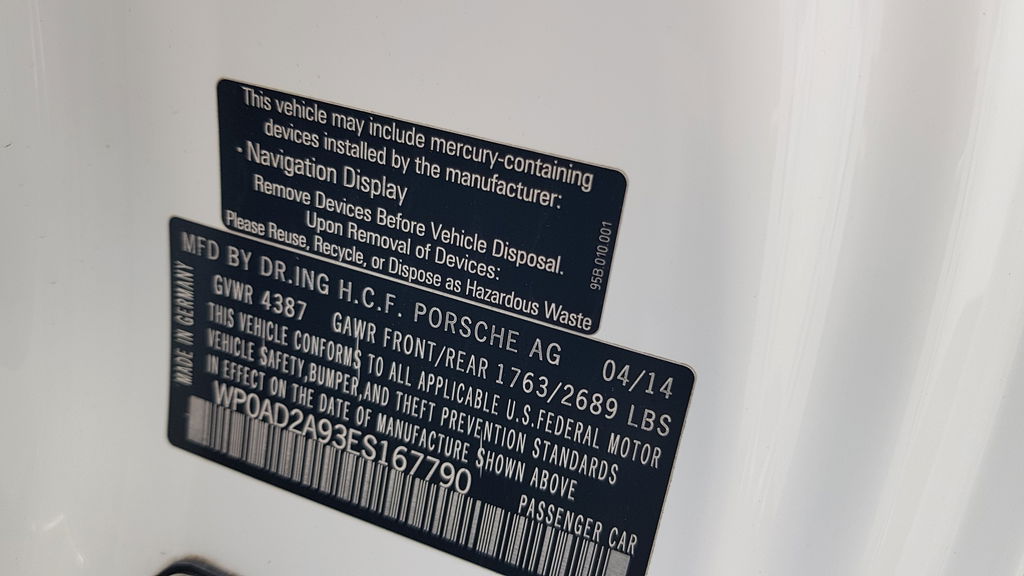 This vehicle may include mercury-containing
devices installed by the manufacturer:
· Navigation Display
Remove Devices Before Vehicle Disposal.
Upon Removal of Devices:
Please Reuse, Recycle, or Dispose as Hazardous Waste
95B 010 001
MFD BY DR.ING H.C.F. PORSCHE AG 04/14
GVWR 4387 GAWR FRONT/REAR 1763/2689 LBS
THIS VEHICLE CONFORMS TO ALL APPLICABLE U.S.FEDERAL MOTOR
VEHICLE SAFETY,BUMPER,AND THEFT PREVENTION STANDARDS
IN EFFECT ON THE DATE OF MANUFACTURE SHOWN ABOVE
WP0AD2A93ES167790 PASSENGER CAR
MADE IN GERMANY